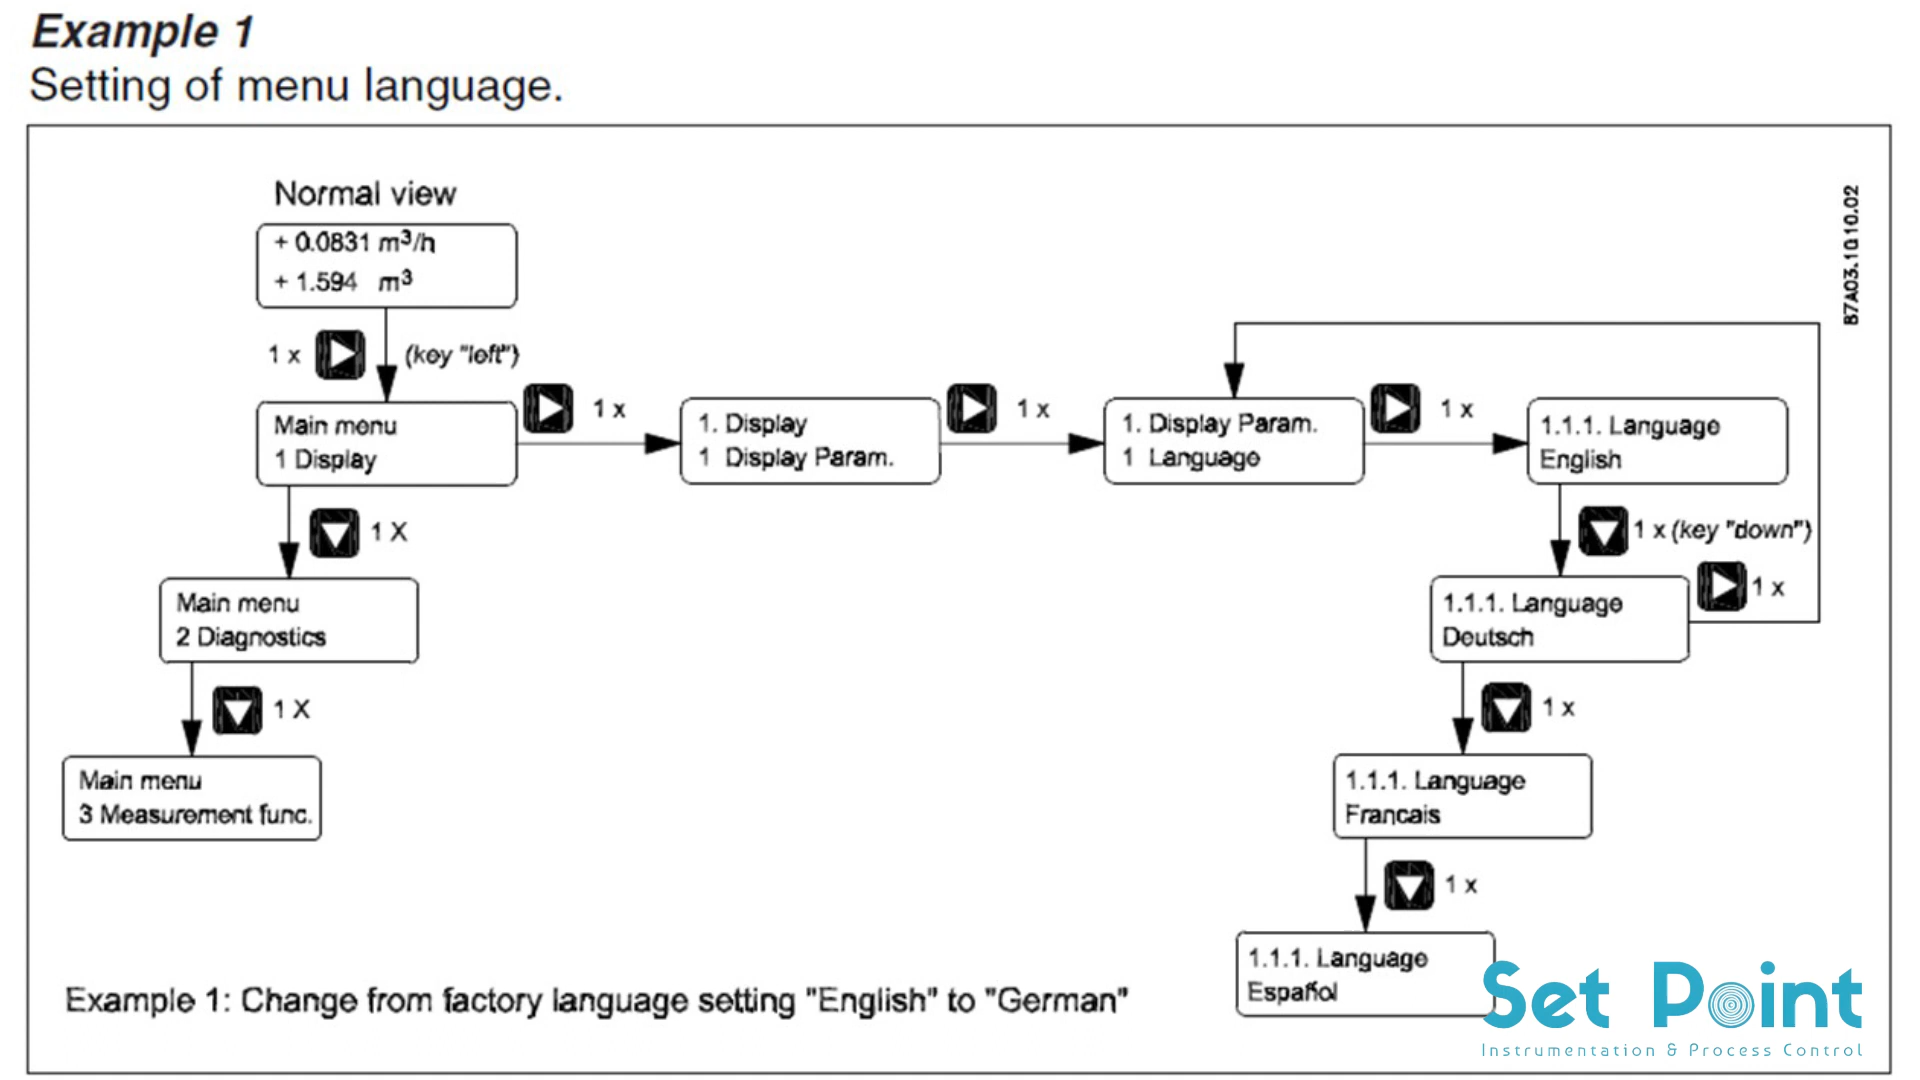 Example 1
Setting of menu language.
Normal view
+ 0.0831 m³/h
+ 1.594 m³
1 x (key "left")
Main menu
1 Display
1 x
1. Display
1 Display Param.
1 x
1. Display Param.
1 Language
1 x
1.1.1. Language
English
1 X
Main menu
2 Diagnostics
1 X
Main menu
3 Measurement func.
1 x (key "down")
1.1.1. Language
Deutsch
1 x
1 x
1.1.1. Language
Francais
1 x
1.1.1. Language
Español
87A03.1010.02
Example 1: Change from factory language setting "English" to "German"
Set Point
Instrumentation & Process Control